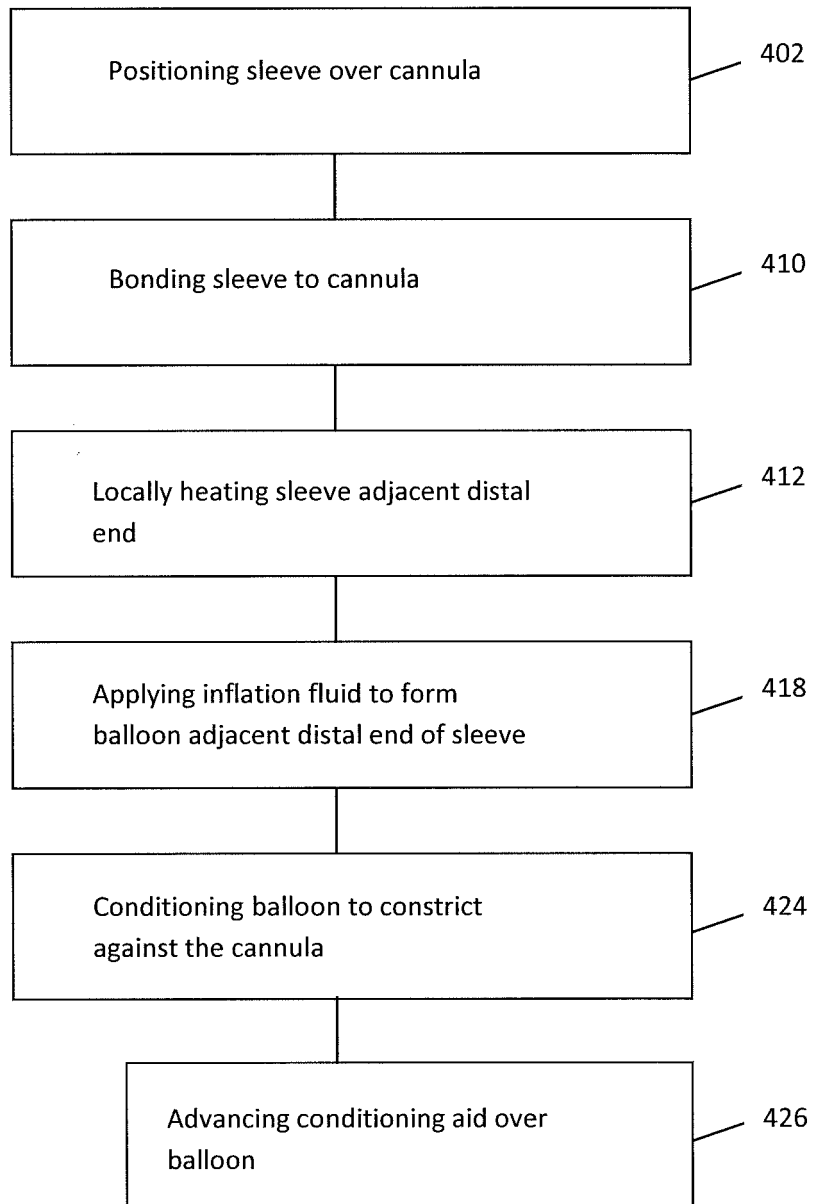 Positioning sleeve over cannula
402
Bonding sleeve to cannula
410
Locally heating sleeve adjacent distal
end
412
Applying inflation fluid to form
balloon adjacent distal end of sleeve
418
Conditioning balloon to constrict
against the cannula
424
Advancing conditioning aid over
balloon
426